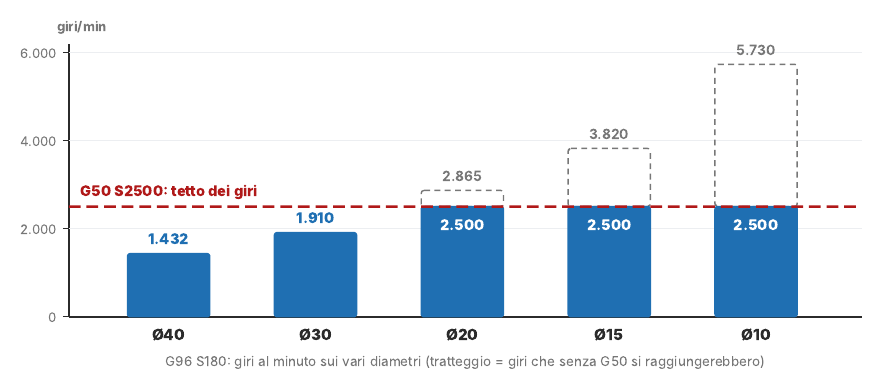 giri/min
6.000
5.730
4.000
3.820
2.865
G50 S2500: tetto dei giri
2.000
1.432
1.910
2.500
2.500
2.500
0
Ø40
Ø30
Ø20
Ø15
Ø10
G96 S180: giri al minuto sui vari diametri (tratteggio = giri che senza G50 si raggiungerebbero)